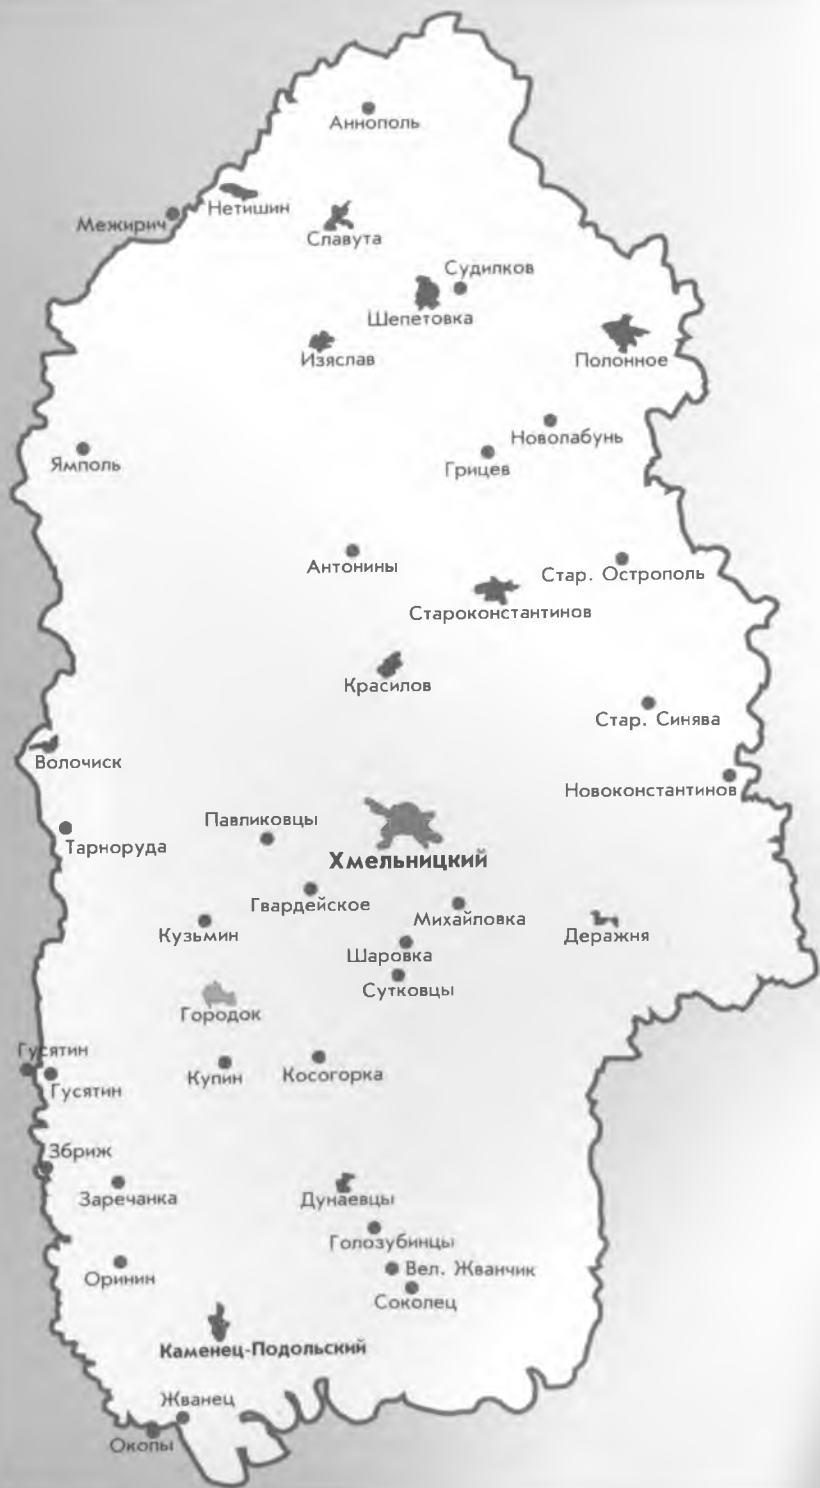 Аннополь
Нетишин
Межирич
Славута
Судилков
Шепетовка
Изяслав
Полонное
Новолабунь
Ямполь
Грицев
Антонины
Стар. Острополь
Староконстантинов
Красилов
Стар. Синява
Волочиск
Новоконстантинов
Павликовцы
Тарноруда
Хмельницкий
Гвардейское
Михайловка
Кузьмин
Деражня
Шаровка
Сутковцы
Городок
Гусятин
Гусятин
Купин
Косогорка
Збриж
Заречанка
Дунаевцы
Голозубинцы
Вел. Жванчик
Оринин
Соколец
Каменец-Подольский
Жванец
Окопы